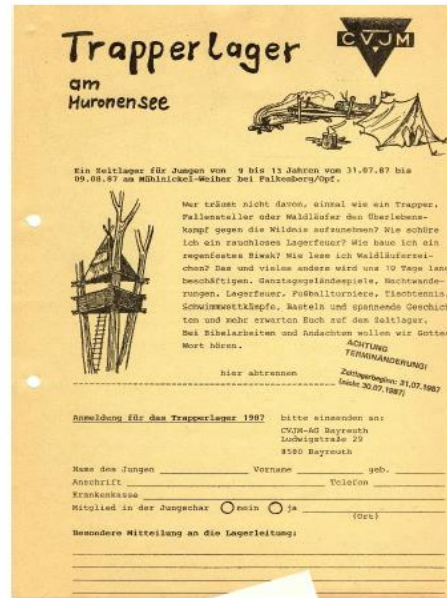 Trapperlager
am
Huronensee
CVJM
Ein Zeltlager für Jungen von 9 bis 13 Jahren vom 31.07.87 bis
09.08.87 am Mühlnickel-Weiher bei Falkenberg/Opf.
Wer träumt nicht davon, einmal wie ein Trapper,
Fallensteller oder Waldläufer den Überlebens-
kampf gegen die Wildnis aufzunehmen? Wie schüre
ich ein rauchloses Lagerfeuer? Wie baue ich ein
regenfestes Biwak? Wie lese ich Waldläuferzei-
chen? Das und vieles andere wird uns 10 Tage lang
beschäftigen. Ganztagsgeländespiele, Nachtwande-
rungen, Lagerfeuer, Fußballturniere, Tischtennis,
Schwimmwettkämpfe, Basteln und spannende Geschich
ten und mehr erwarten Euch auf dem Zeltlager.
Bei Bibelarbeiten und Andachten wollen wir Gottes
Wort hören.
ACHTUNG
TERMINÄNDERUNG!
Zeltlagerbeginn: 31.07.1987
(nicht 30.07.1987)
hier abtrennen
Anmeldung für das Trapperlager 1987 bitte einsenden an:
CVJM-AG Bayreuth
Ludwigstraße 29
8580 Bayreuth
Name des Jungen Vorname geb.
Anschrift Telefon
Krankenkasse
Mitglied in der Jungschar nein ja
(Ort)
Besondere Mitteilung an die Lagerleitung: